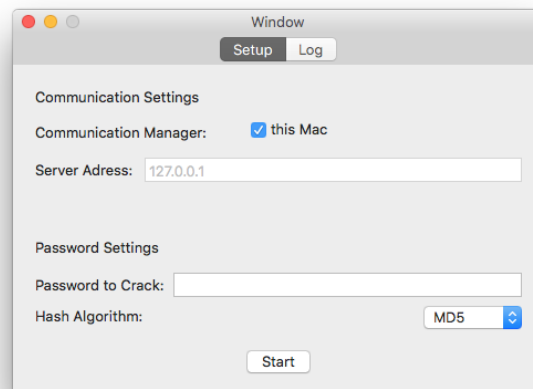 Window
Setup Log
Communication Settings
Communication Manager: this Mac
Server Adress: 127.0.0.1
Password Settings
Password to Crack:
Hash Algorithm: MD5
Start